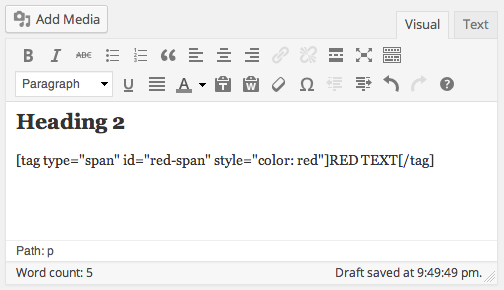 Add Media
Visual Text
B I ABC
Paragraph U A T W Ω ?
Heading 2
[tag type="span" id="red-span" style="color: red"]RED TEXT[/tag]
Path: p
Word count: 5 Draft saved at 9:49:49 pm.